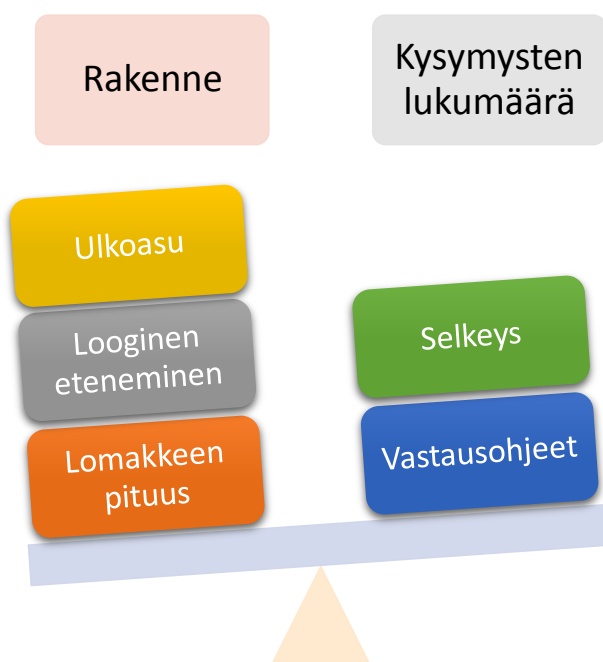 Rakenne
Kysymysten
lukumäärä
Ulkoasu
Looginen
eteneminen
Lomakkeen
pituus
Selkeys
Vastausohjeet